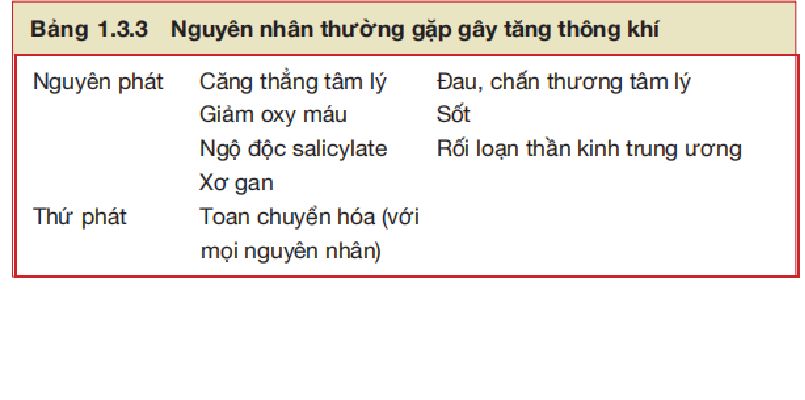 Bảng 1.3.3 Nguyên nhân thường gặp gây tăng thông khí
Nguyên phát Căng thẳng tâm lý Đau, chấn thương tâm lý
Giảm oxy máu Sốt
Ngộ độc salicylate Rối loạn thần kinh trung ương
Xơ gan
Thứ phát Toan chuyển hóa (với
mọi nguyên nhân)